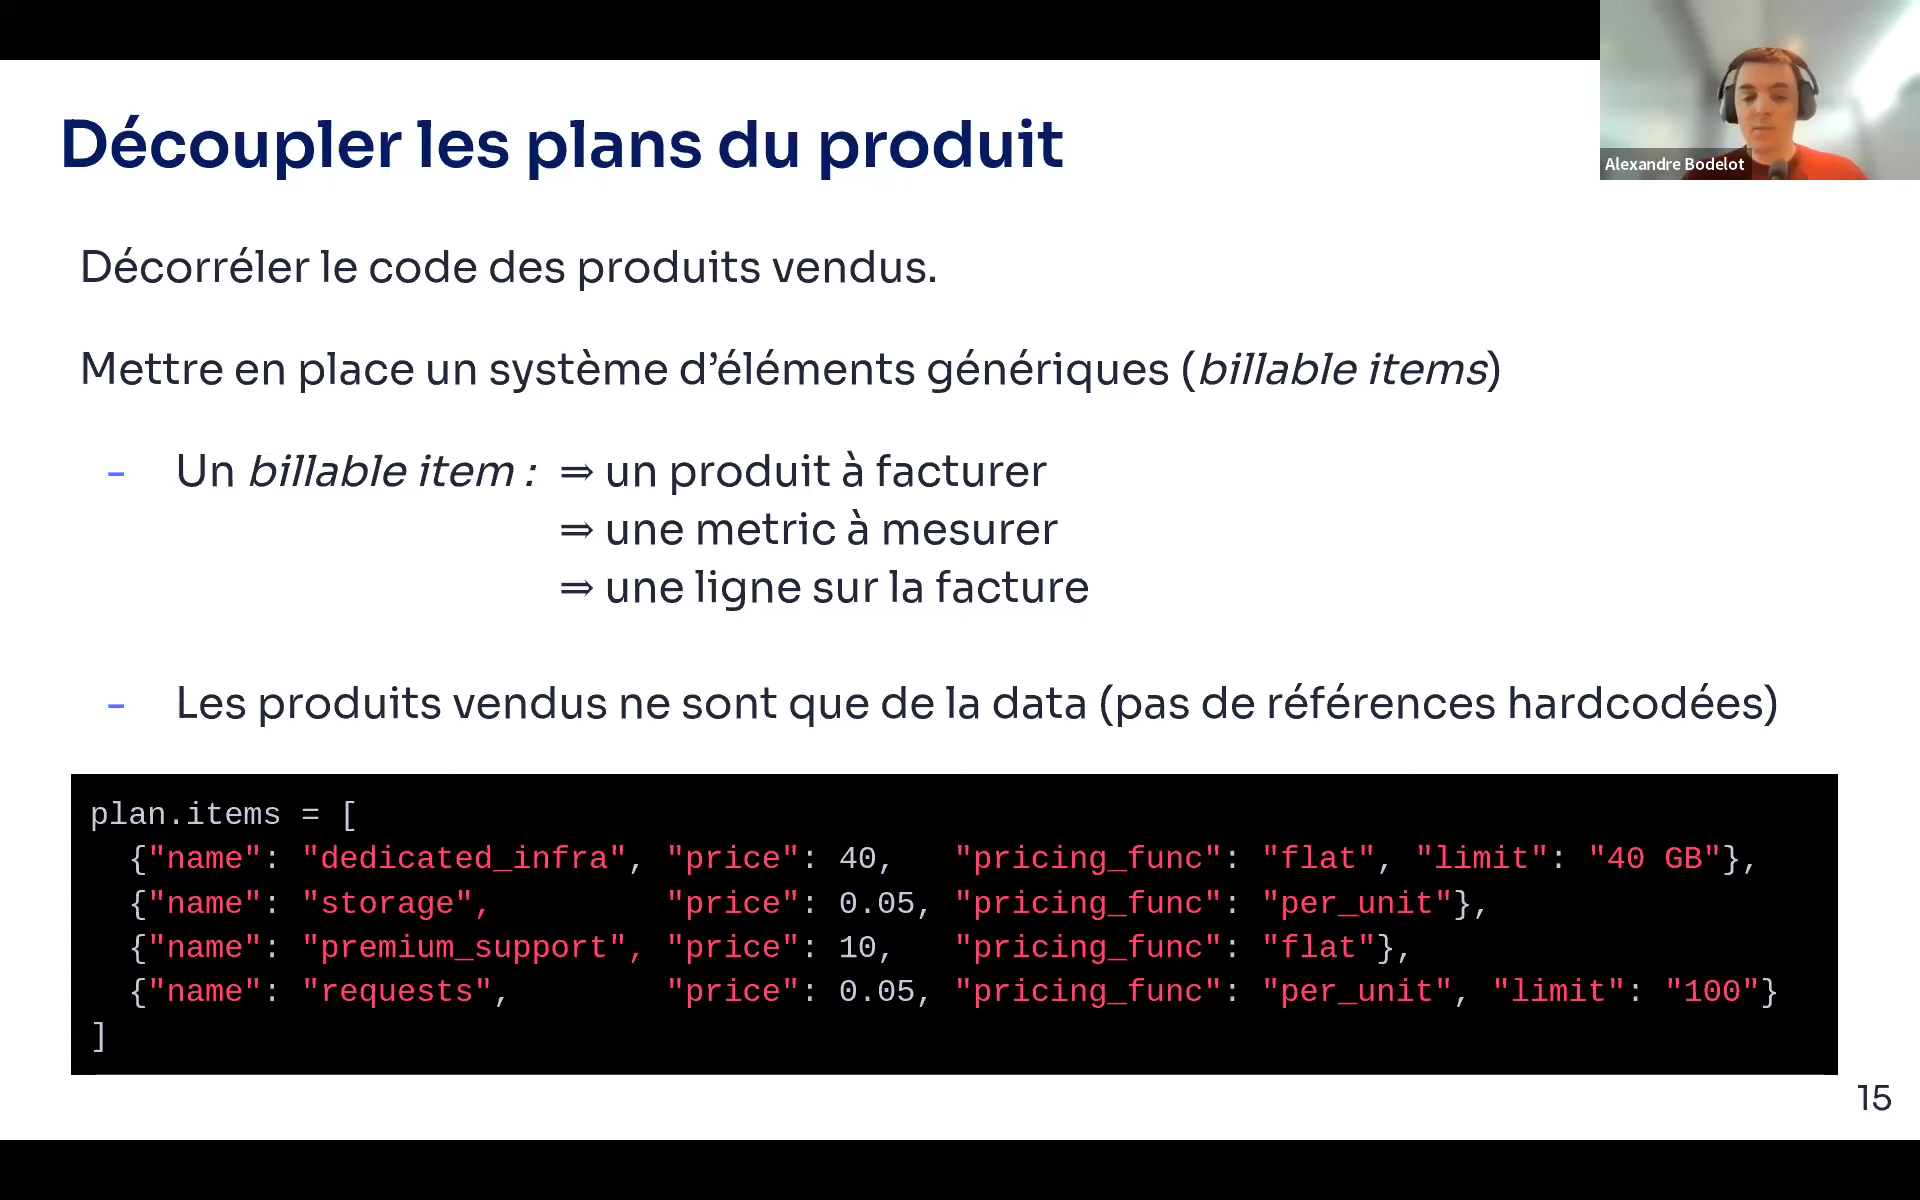 Découpler les plans du produit
Alexandre Bodelot
Décorréler le code des produits vendus.
Mettre en place un système d’éléments génériques (billable items)
- Un billable item : ⇒ un produit à facturer
⇒ une metric à mesurer
⇒ une ligne sur la facture
- Les produits vendus ne sont que de la data (pas de références hardcodées)
plan.items = [
  {"name": "dedicated_infra", "price": 40,   "pricing_func": "flat", "limit": "40 GB"},
  {"name": "storage",         "price": 0.05, "pricing_func": "per_unit"},
  {"name": "premium_support", "price": 10,   "pricing_func": "flat"},
  {"name": "requests",        "price": 0.05, "pricing_func": "per_unit", "limit": "100"}
]
15